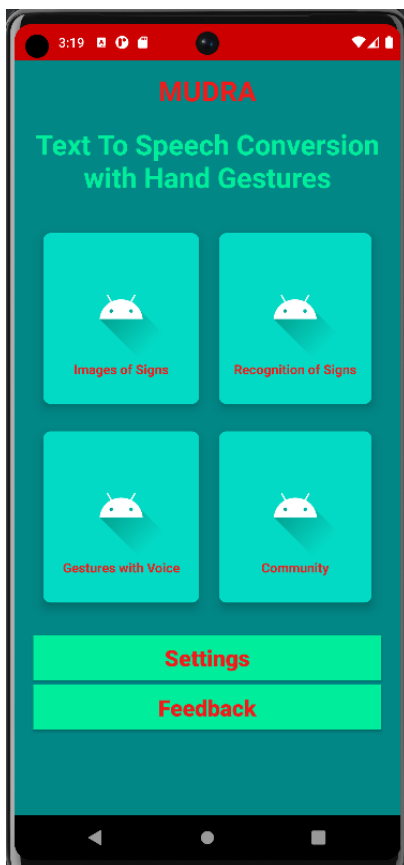 3:19
MUDRA
Text To Speech Conversion
with Hand Gestures
Images of Signs
Recognition of Signs
Gestures with Voice
Community
Settings
Feedback